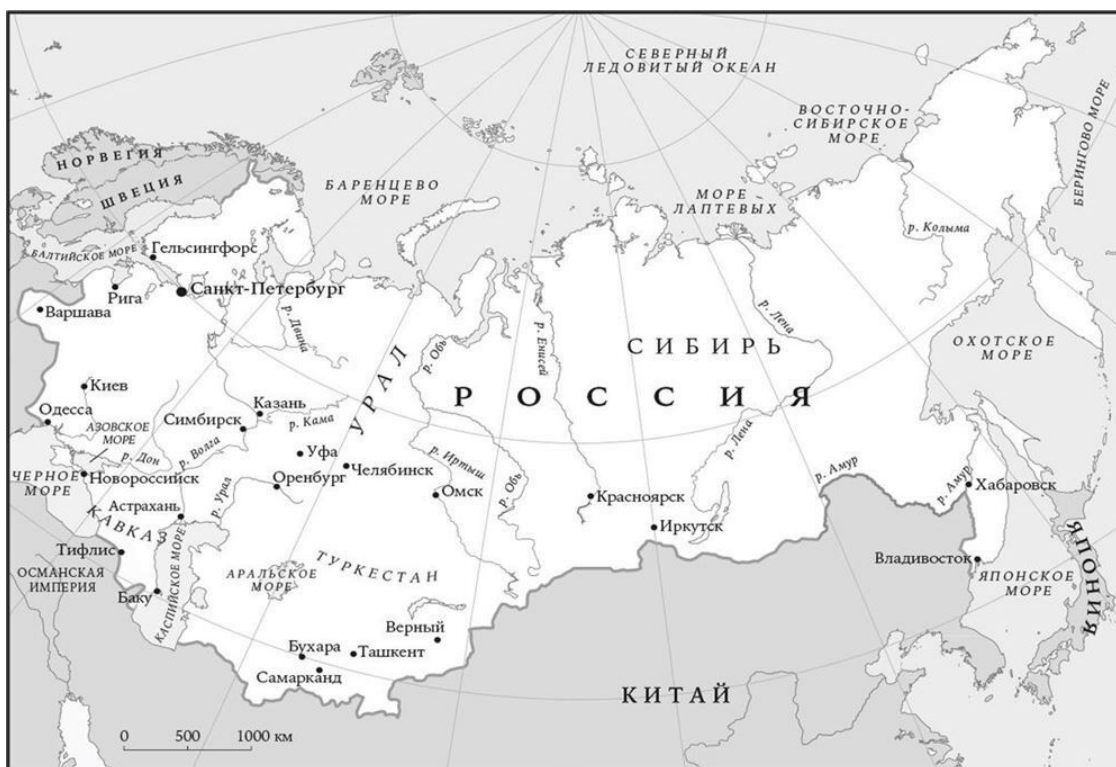 СЕВЕРНЫЙ
ЛЕДОВИТЫЙ ОКЕАН
ВОСТОЧНО-
СИБИРСКОЕ
МОРЕ
БЕРИНГОВО МОРЕ
НОРВЕГИЯ
ШВЕЦИЯ
БАРЕНЦЕВО
МОРЕ
МОРЕ
ЛАПТЕВЫХ
р. Колыма
Гельсингфорс
БАЛТИЙСКОЕ МОРЕ
Рига
Санкт-Петербург
Варшава
р. Двина
УРАЛ
р. Обь
р. Енисей
СИБИРЬ
р. Лена
ОХОТСКОЕ
МОРЕ
РОССИЯ
Киев
Одесса
Казань
АЗОВСКОЕ
МОРЕ
Симбирск
р. Кама
р. Дон
р. Волга
Уфа
Челябинск
р. Иртыш
р. Обь
р. Лена
р. Амур
р. Амур
Хабаровск
ЧЕРНОЕ
МОРЕ
Новороссийск
Оренбург
Омск
Красноярск
Иркутск
Астрахань
р. Урал
КАВКАЗ
Тифлис
ОСМАНСКАЯ
ИМПЕРИЯ
Баку
КАСПИЙСКОЕ МОРЕ
АРАЛЬСКОЕ
МОРЕ
ТУРКЕСТАН
Владивосток
ЯПОНСКОЕ
МОРЕ
ЯПОНИЯ
Верный
Бухара
Ташкент
Самарканд
КИТАЙ
0 500 1000 км